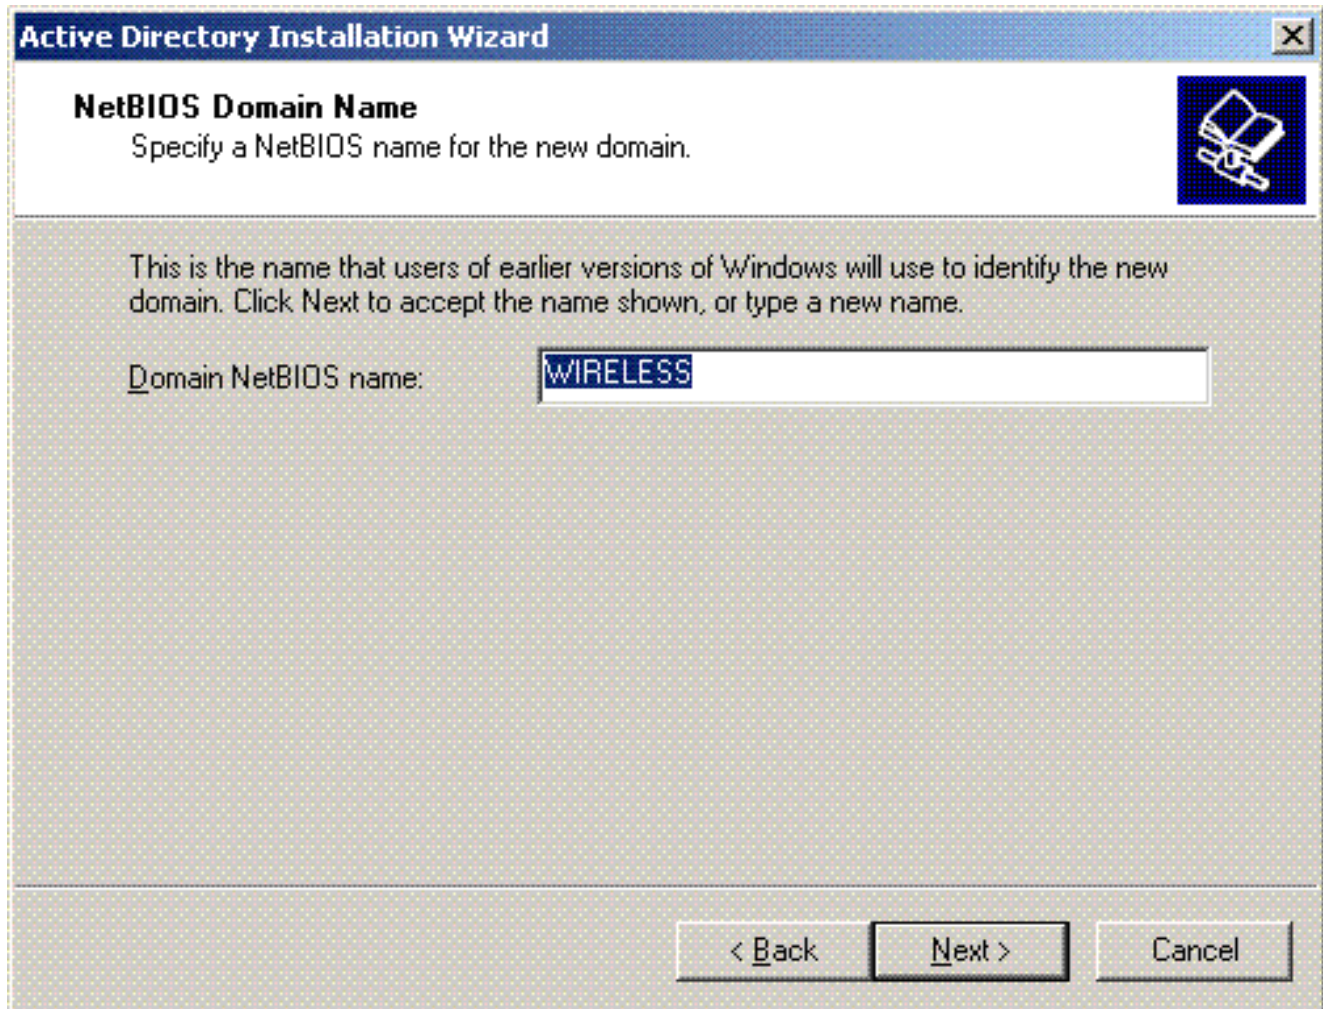 Active Directory Installation Wizard
NetBIOS Domain Name
Specify a NetBIOS name for the new domain.
This is the name that users of earlier versions of Windows will use to identify the new
domain. Click Next to accept the name shown, or type a new name.
Domain NetBIOS name: WIRELESS
< Back Next > Cancel